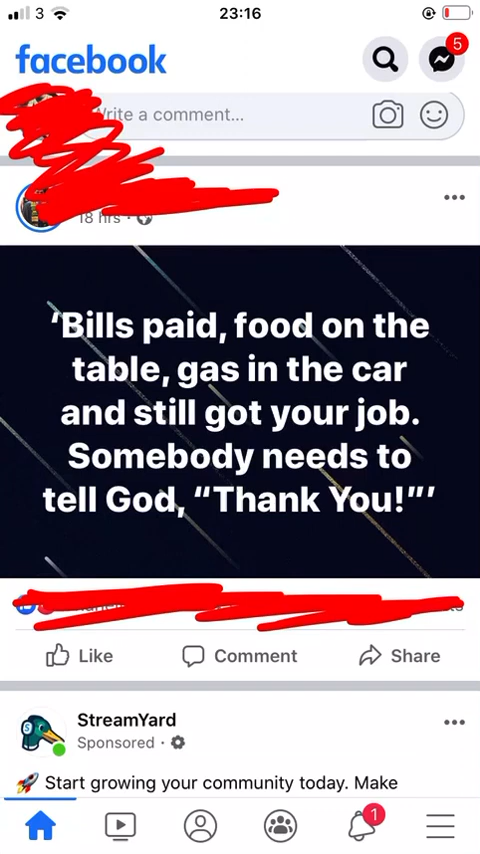 3 23:16
facebook
5
Write a comment...
18 hrs
‘Bills paid, food on the
table, gas in the car
and still got your job.
Somebody needs to
tell God, “Thank You!”’
Like Comment Share
StreamYard
Sponsored ·
🚀 Start growing your community today. Make
1